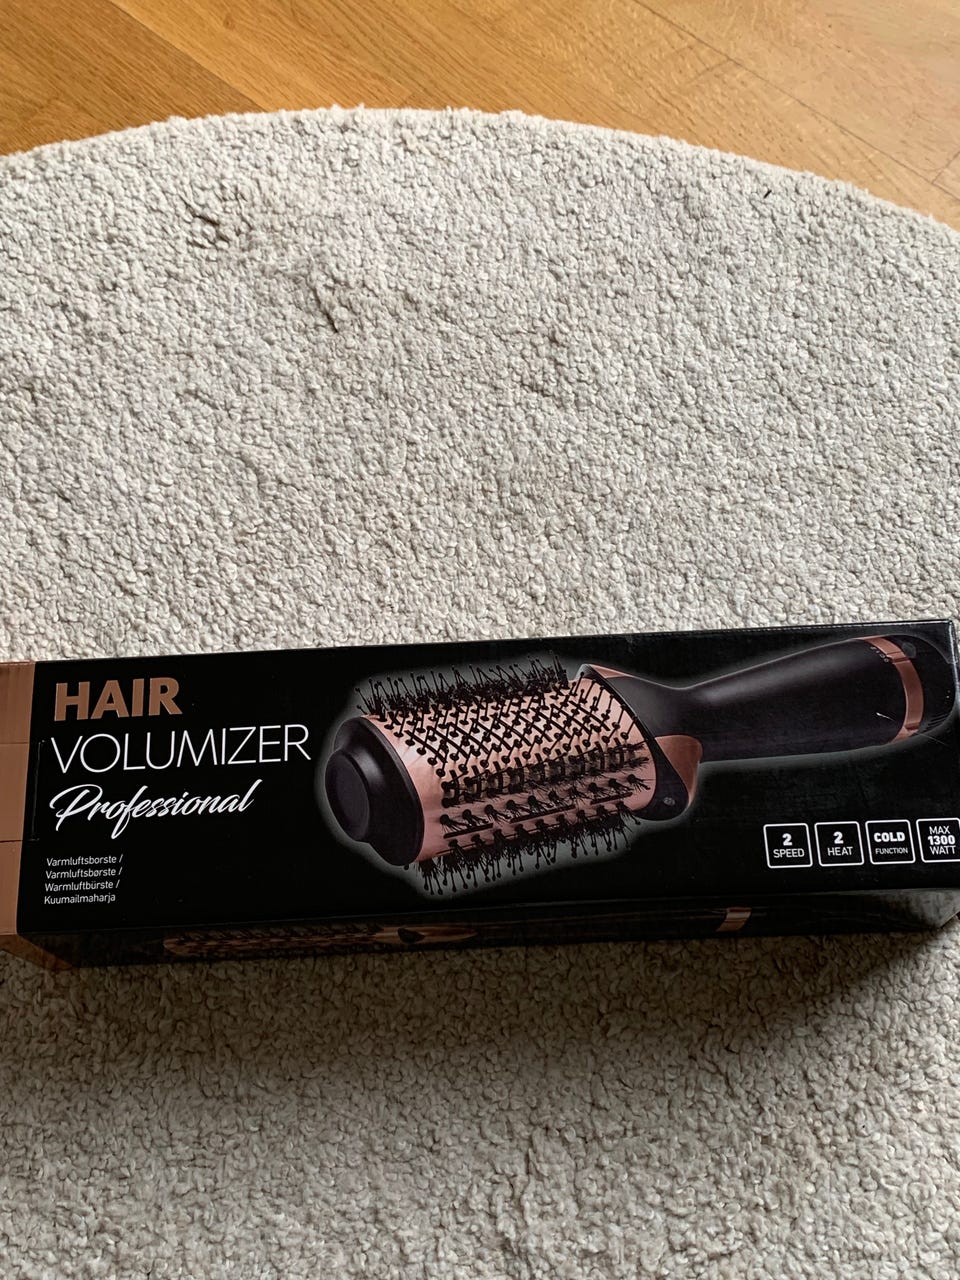 HAIR
VOLUMIZER
Professional
Varmluftsborste /
Varmluftsbørste /
Warmluftbürste /
Kuumailmaharja
2
SPEED
2
HEAT
COLD
FUNCTION
MAX
1300
WATT